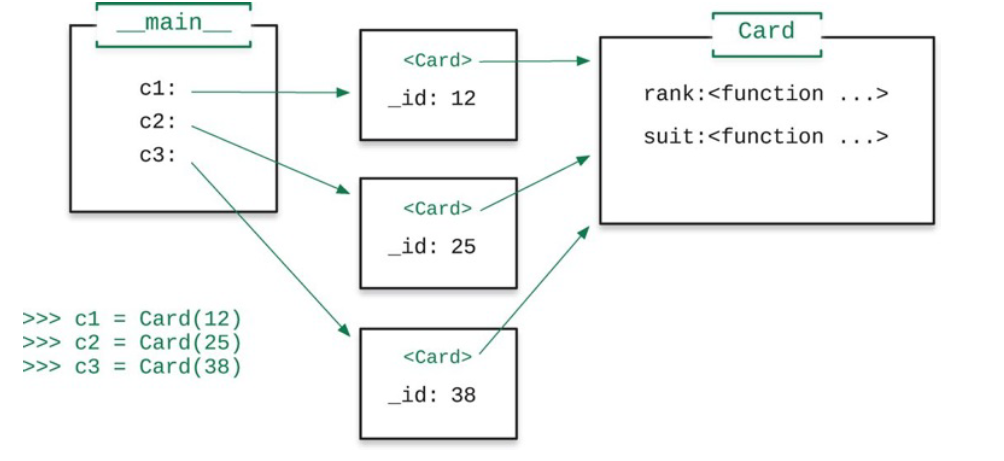 __main__
c1:
c2:
c3:
<Card>
_id: 12
<Card>
_id: 25
<Card>
_id: 38
Card
rank:<function ...>
suit:<function ...>
>>> c1 = Card(12)
>>> c2 = Card(25)
>>> c3 = Card(38)